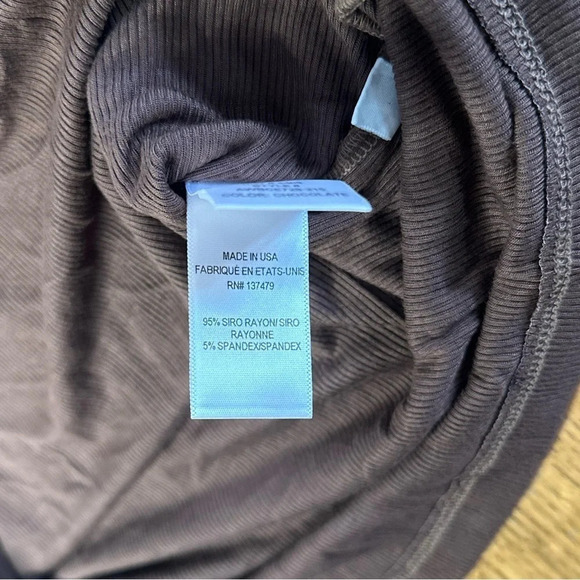 COLOR: CHOCOLATE
MADE IN USA
FABRIQUÉ EN ETATS-UNIS
RN# 137479
95% SIRO RAYON/ SIRO
RAYONNE
5% SPANDEX/SPANDEX